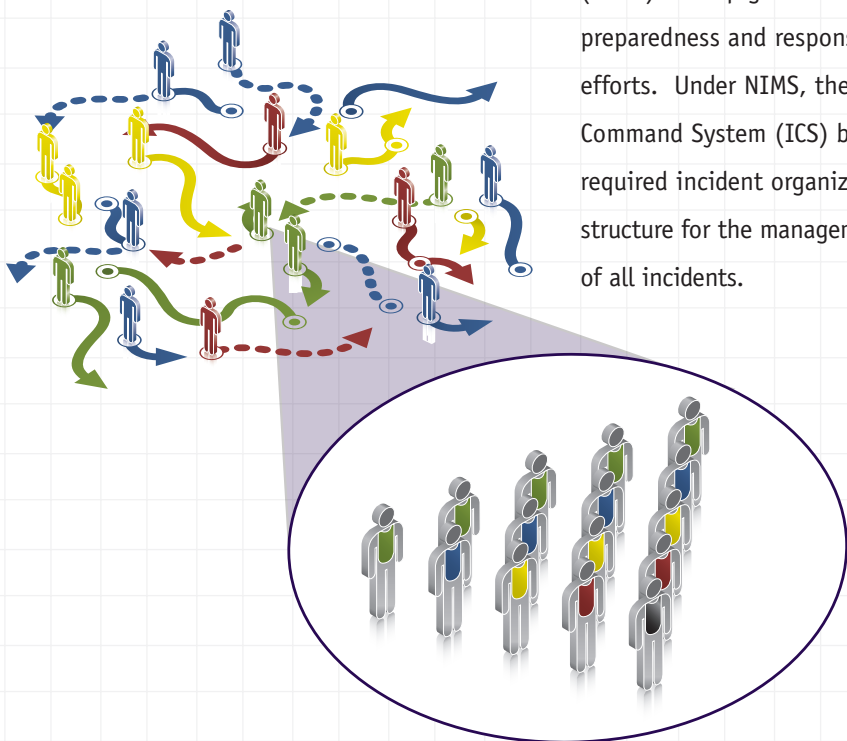 preparedness and respons
efforts. Under NIMS, the
Command System (ICS) b
required incident organiz
structure for the manager
of all incidents.